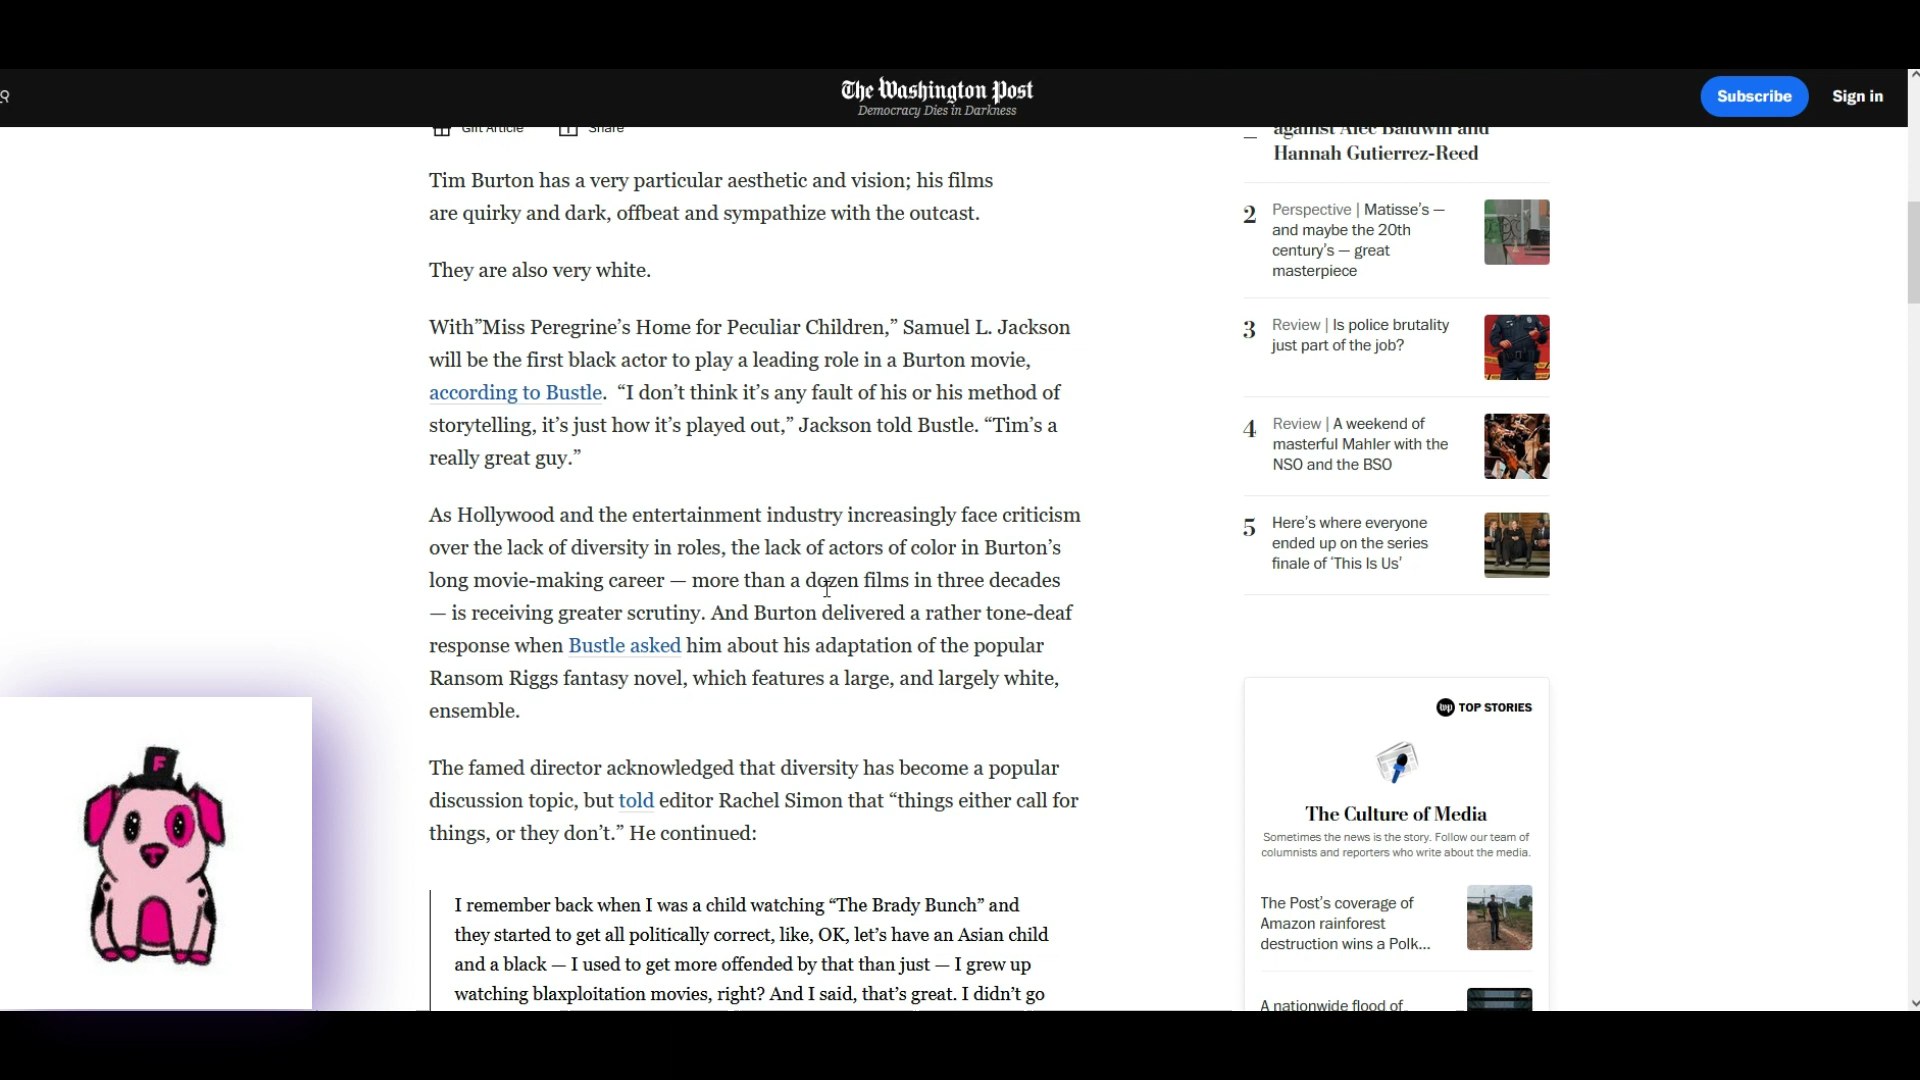 The Washington Post
Democracy Dies in Darkness
Subscribe
Sign in
Gift Article
Share
Tim Burton has a very particular aesthetic and vision; his films
are quirky and dark, offbeat and sympathize with the outcast.
They are also very white.
With”Miss Peregrine’s Home for Peculiar Children,” Samuel L. Jackson
will be the first black actor to play a leading role in a Burton movie,
according to Bustle.  “I don’t think it’s any fault of his or his method of
storytelling, it’s just how it’s played out,” Jackson told Bustle. “Tim’s a
really great guy.”
As Hollywood and the entertainment industry increasingly face criticism
over the lack of diversity in roles, the lack of actors of color in Burton’s
long movie-making career — more than a dozen films in three decades
— is receiving greater scrutiny. And Burton delivered a rather tone-deaf
response when Bustle asked him about his adaptation of the popular
Ransom Riggs fantasy novel, which features a large, and largely white,
ensemble.
The famed director acknowledged that diversity has become a popular
discussion topic, but told editor Rachel Simon that “things either call for
things, or they don’t.” He continued:
I remember back when I was a child watching “The Brady Bunch” and
they started to get all politically correct, like, OK, let’s have an Asian child
and a black — I used to get more offended by that than just — I grew up
watching blaxploitation movies, right? And I said, that’s great. I didn’t go
against Alec Baldwin and
Hannah Gutierrez-Reed
2
Perspective | Matisse’s —
and maybe the 20th
century’s — great
masterpiece
3
Review | Is police brutality
just part of the job?
4
Review | A weekend of
masterful Mahler with the
NSO and the BSO
5
Here’s where everyone
ended up on the series
finale of ‘This Is Us’
wp TOP STORIES
The Culture of Media
Sometimes the news is the story. Follow our team of
columnists and reporters who write about the media.
The Post’s coverage of
Amazon rainforest
destruction wins a Polk...
A nationwide flood of
F